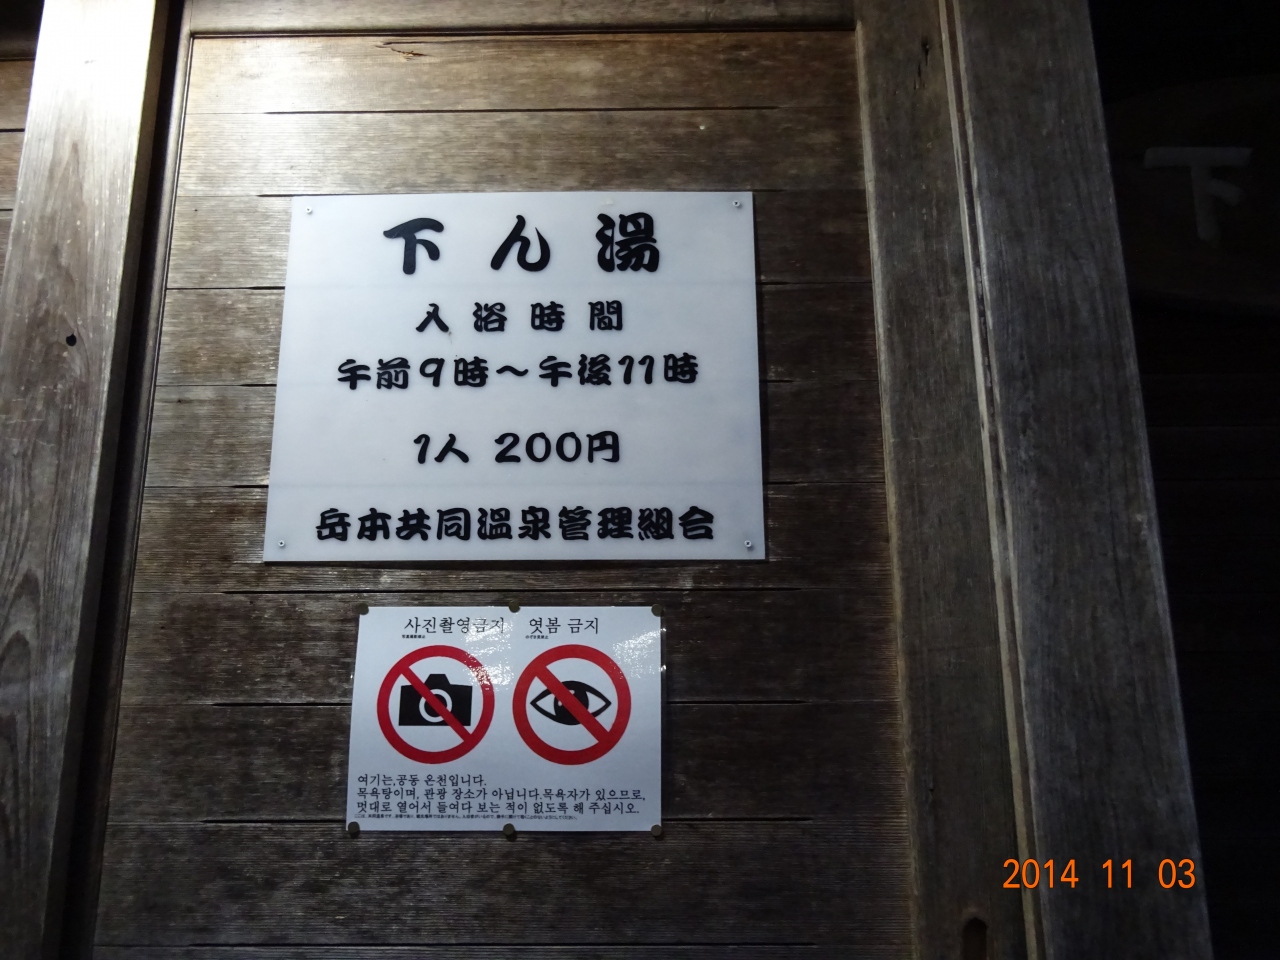 下ん湯
入浴時間
午前9時～午後11時
1人 200円
岳本共同温泉管理組合
사진촬영금지 엿봄 금지
여기는,공동 온천입니다.
목욕탕이며, 관광 장소가 아닙니다.목욕자가 있으므로,
멋대로 열어서 들여다 보는 적이 없도록 해 주십시오.
下
2014 11 03